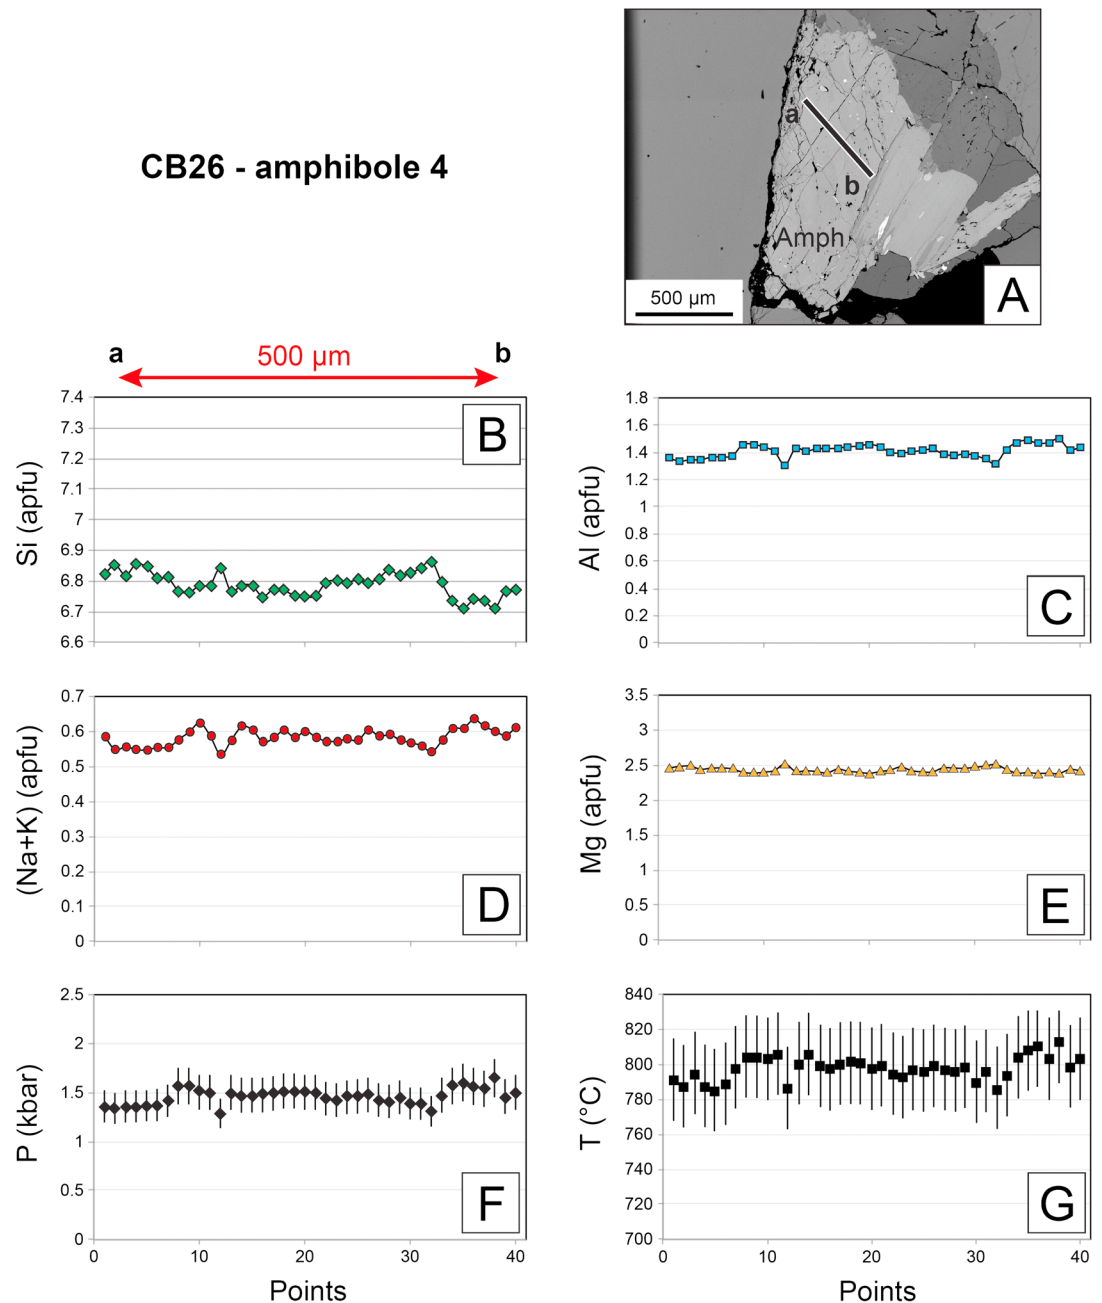 CB26 - amphibole 4
a
b
Amph
500 µm
A
a
500 µm
b
7.4
7.3
7.2
7.1
7
6.9
6.8
6.7
6.6
Si (apfu)
B
1.8
1.6
1.4
1.2
1
0.8
0.6
0.4
0.2
0
Al (apfu)
C
0.7
0.6
0.5
0.4
0.3
0.2
0.1
0
(Na+K) (apfu)
D
3.5
3
2.5
2
1.5
1
0.5
0
Mg (apfu)
E
2.5
2
1.5
1
0.5
0
P (kbar)
F
0
10
20
30
40
Points
840
820
800
780
760
740
720
700
T (°C)
G
0
10
20
30
40
Points